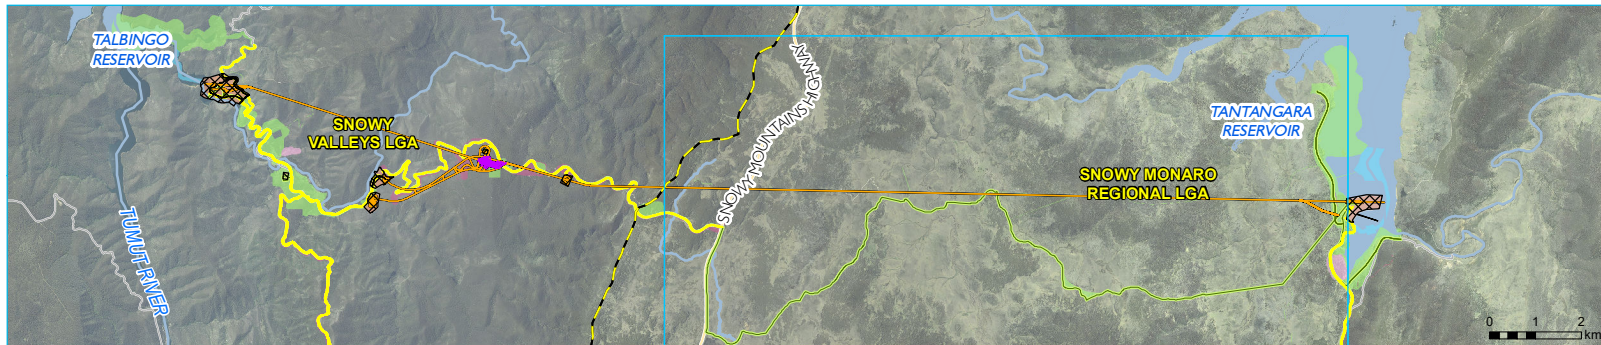 TALBINGO
RESERVOIR
SNOWY
VALLEYS LGA
TUMUT RIVER
SNOWY MOUNTAINS HIGHWAY
TANTANGARA
RESERVOIR
SNOWY MONARO
REGIONAL LGA
0 1 2
km